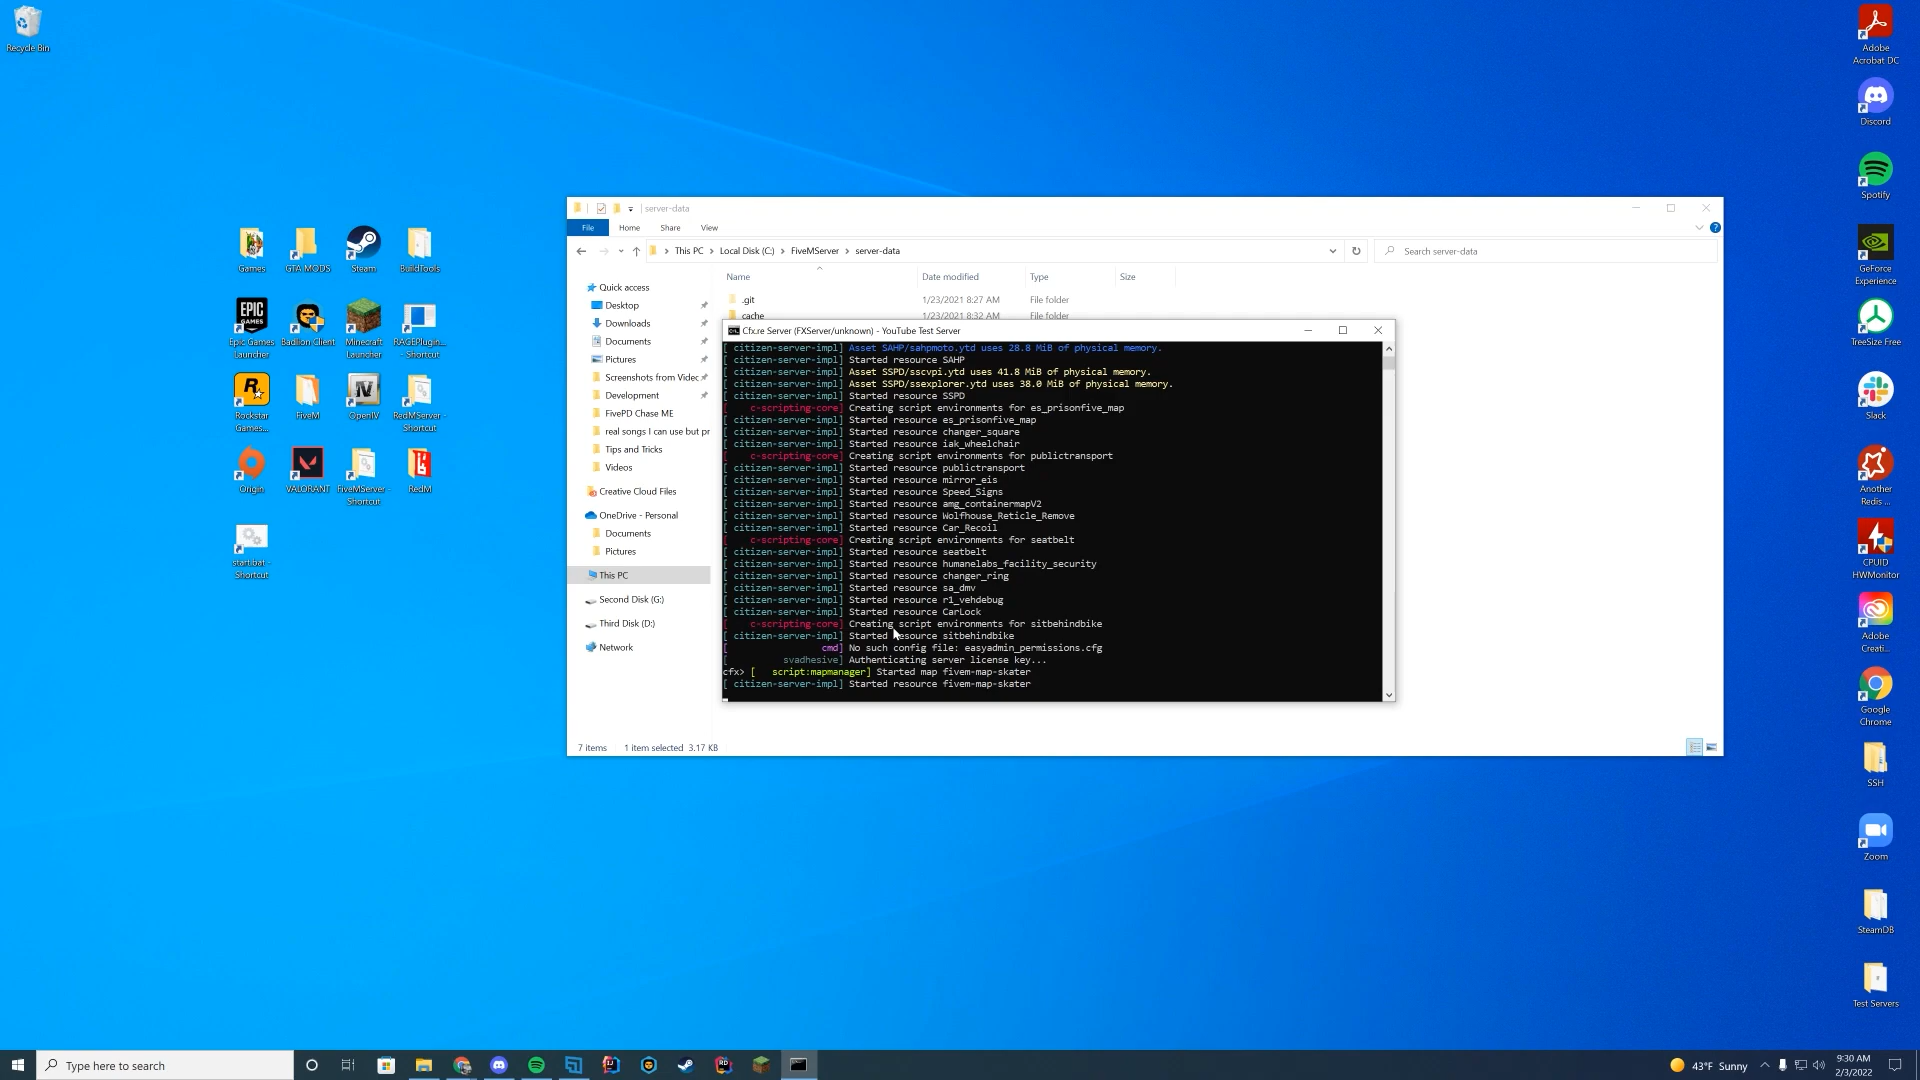 Recycle Bin
Games
GTA MODS
Steam
BuildTools
Epic Games Launcher
Badlion Client
Minecraft Launcher
RAGEPlugin... - Shortcut
Rockstar Games...
FiveM
OpenIV
RedMServer - Shortcut
Origin
VALORANT
FiveMServer - Shortcut
RedM
start.bat - Shortcut
server-data
File
Home
Share
View
This PC
Local Disk (C:)
FiveMServer
server-data
Search server-data
Name
Date modified
Type
Size
.git
1/23/2021 8:27 AM
File folder
cache
1/23/2021 8:32 AM
File folder
Quick access
Desktop
Downloads
Documents
Pictures
Screenshots from Videc
Development
FivePD Chase ME
real songs I can use but pr
Tips and Tricks
Videos
Creative Cloud Files
OneDrive - Personal
Documents
Pictures
This PC
Second Disk (G:)
Third Disk (D:)
Network
7 items
1 item selected 3.17 KB
Cfx.re Server (FXServer/unknown) - YouTube Test Server
[ citizen-server-impl] Asset SAHP/sahpmoto.ytd uses 28.8 MiB of physical memory.
[ citizen-server-impl] Started resource SAHP
[ citizen-server-impl] Asset SSPD/sscvpi.ytd uses 41.8 MiB of physical memory.
[ citizen-server-impl] Asset SSPD/ssexplorer.ytd uses 38.0 MiB of physical memory.
[ citizen-server-impl] Started resource SSPD
[ c-scripting-core] Creating script environments for es_prisonfive_map
[ citizen-server-impl] Started resource es_prisonfive_map
[ citizen-server-impl] Started resource changer_square
[ citizen-server-impl] Started resource iak_wheelchair
[ c-scripting-core] Creating script environments for publictransport
[ citizen-server-impl] Started resource publictransport
[ citizen-server-impl] Started resource mirror_eis
[ citizen-server-impl] Started resource Speed_Signs
[ citizen-server-impl] Started resource amg_containermapV2
[ citizen-server-impl] Started resource Wolfhouse_Reticle_Remove
[ citizen-server-impl] Started resource Car_Recoil
[ c-scripting-core] Creating script environments for seatbelt
[ citizen-server-impl] Started resource seatbelt
[ citizen-server-impl] Started resource humanelabs_facility_security
[ citizen-server-impl] Started resource changer_ring
[ citizen-server-impl] Started resource sa_dmv
[ citizen-server-impl] Started resource r1_vehdebug
[ citizen-server-impl] Started resource CarLock
[ c-scripting-core] Creating script environments for sitbehindbike
[ citizen-server-impl] Started resource sitbehindbike
[ cmd] No such config file: easyadmin_permissions.cfg
[ svadhesive] Authenticating server license key...
cfx> [ script:mapmanager] Started map fivem-map-skater
[ citizen-server-impl] Started resource fivem-map-skater
Adobe Acrobat DC
Discord
Spotify
GeForce Experience
TreeSize Free
Slack
Another Redis ...
CPUID HWMonitor
Adobe Creati...
Google Chrome
SSH
Zoom
SteamDB
Test Servers
Type here to search
43°F Sunny
9:30 AM
2/3/2022